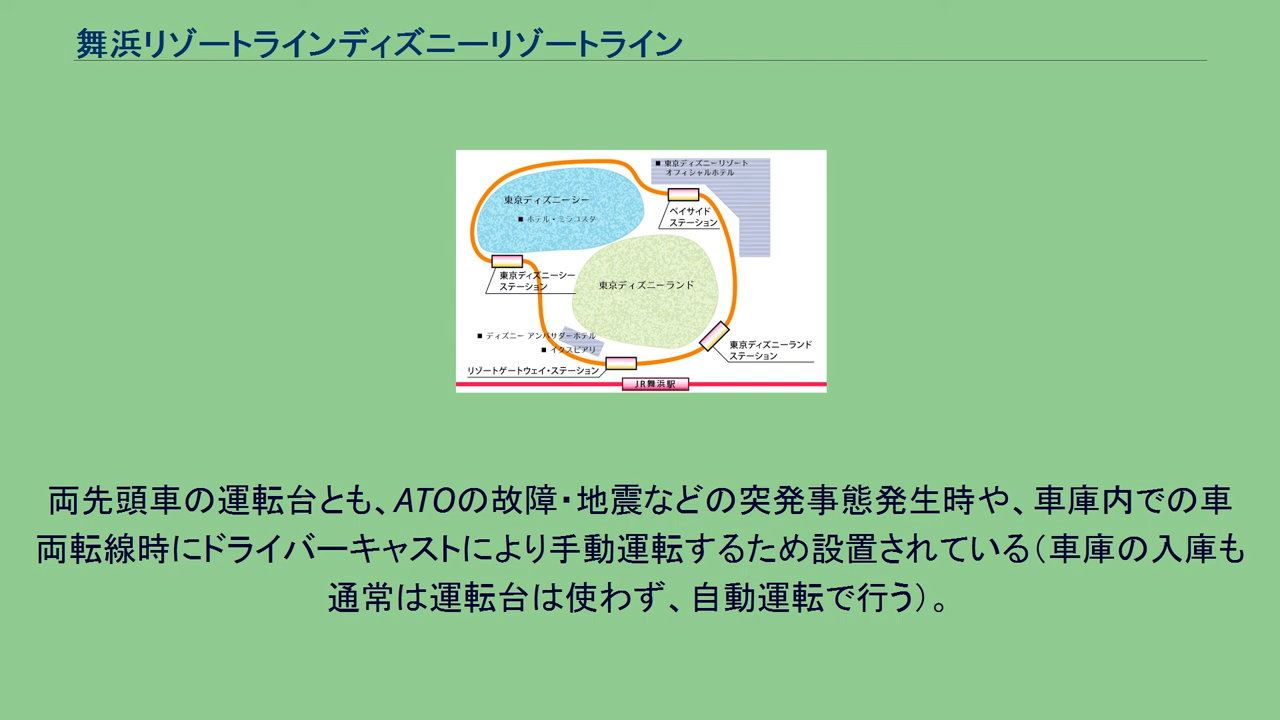 舞浜リゾートラインディズニーリゾートライン
■ 東京ディズニーリゾート
オフィシャルホテル
東京ディズニーシー
■ ホテル・ミラコスタ
ベイサイド
ステーション
東京ディズニーシー
ステーション
東京ディズニーランド
■ ディズニー アンバサダーホテル
■ イクスピアリ
東京ディズニーランド
ステーション
リゾートゲートウェイ・ステーション
JR舞浜駅
両先頭車の運転台とも、ATOの故障・地震などの突発事態発生時や、車庫内での車
両転線時にドライバーキャストにより手動運転するため設置されている（車庫の入庫も
通常は運転台は使わず、自動運転で行う）。